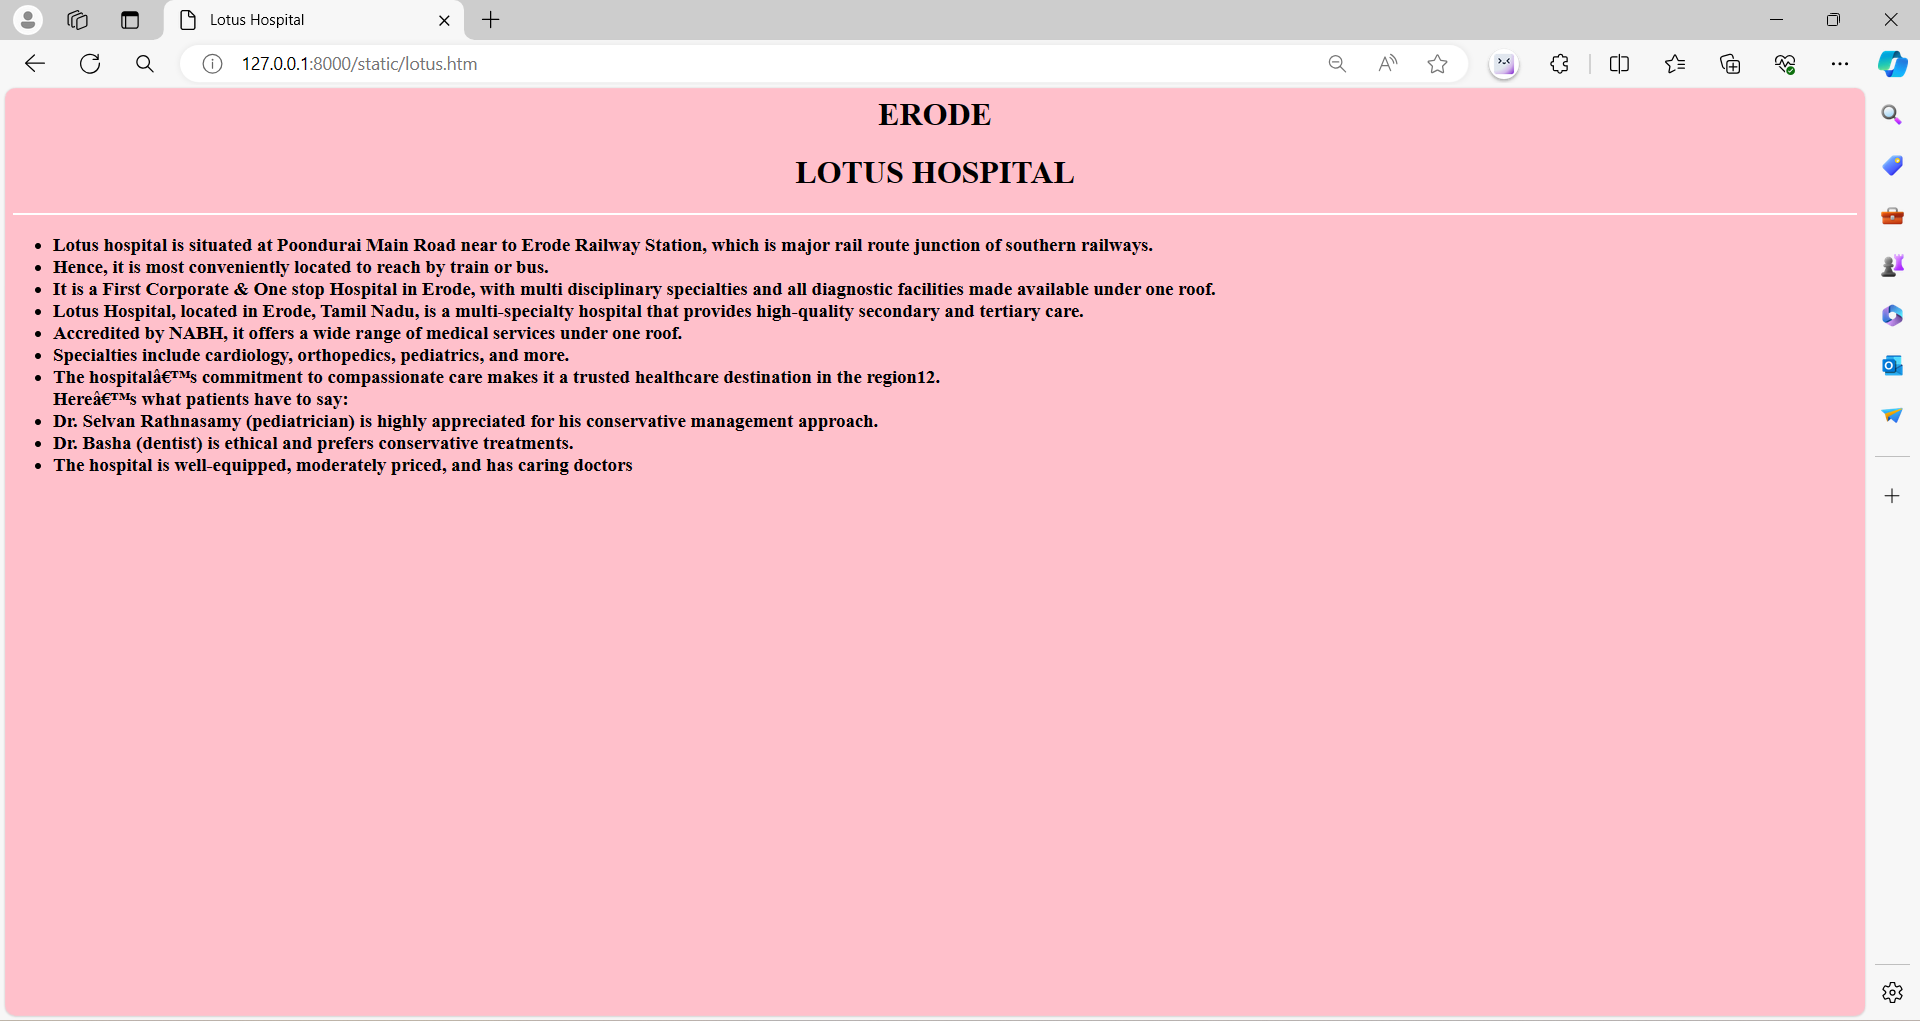 Lotus Hospital
127.0.0.1:8000/static/lotus.htm
ERODE
LOTUS HOSPITAL
Lotus hospital is situated at Poondurai Main Road near to Erode Railway Station, which is major rail route junction of southern railways.
Hence, it is most conveniently located to reach by train or bus.
It is a First Corporate & One stop Hospital in Erode, with multi disciplinary specialties and all diagnostic facilities made available under one roof.
Lotus Hospital, located in Erode, Tamil Nadu, is a multi-specialty hospital that provides high-quality secondary and tertiary care.
Accredited by NABH, it offers a wide range of medical services under one roof.
Specialties include cardiology, orthopedics, pediatrics, and more.
The hospitalâ€™s commitment to compassionate care makes it a trusted healthcare destination in the region12.
Hereâ€™s what patients have to say:
Dr. Selvan Rathnasamy (pediatrician) is highly appreciated for his conservative management approach.
Dr. Basha (dentist) is ethical and prefers conservative treatments.
The hospital is well-equipped, moderately priced, and has caring doctors